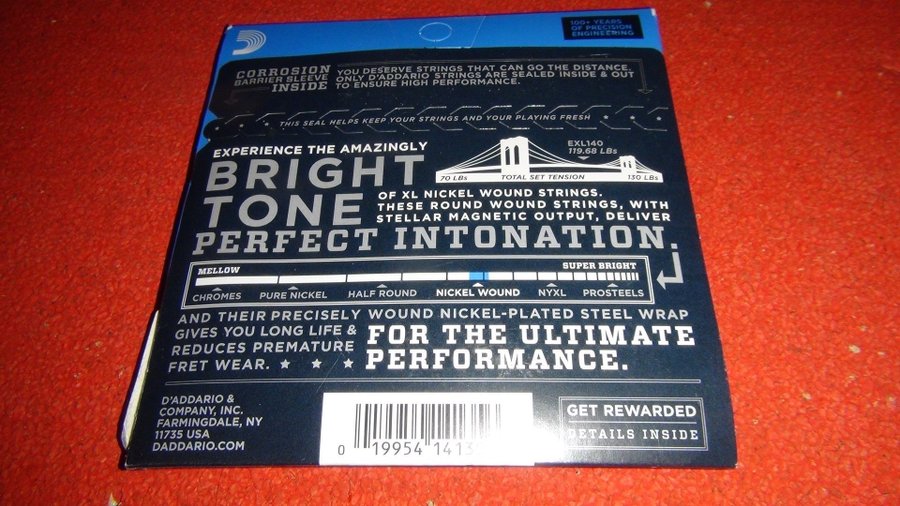 100+ YEARS
OF PRECISION
ENGINEERING
CORROSION
BARRIER SLEEVE
INSIDE
YOU DESERVE STRINGS THAT CAN GO THE DISTANCE.
ONLY D'ADDARIO STRINGS ARE SEALED INSIDE & OUT
TO ENSURE HIGH PERFORMANCE.
THIS SEAL HELPS KEEP YOUR STRINGS AND YOUR PLAYING FRESH
EXPERIENCE THE AMAZINGLY
BRIGHT
TONE
EXL140
119.68 LBs
70 LBs TOTAL SET TENSION 130 LBs
OF XL NICKEL WOUND STRINGS.
THESE ROUND WOUND STRINGS, WITH
STELLAR MAGNETIC OUTPUT, DELIVER
PERFECT INTONATION.
MELLOW SUPER BRIGHT
CHROMES PURE NICKEL HALF ROUND NICKEL WOUND NYXL PROSTEELS
AND THEIR PRECISELY WOUND NICKEL-PLATED STEEL WRAP
GIVES YOU LONG LIFE &
REDUCES PREMATURE
FRET WEAR.
FOR THE ULTIMATE
PERFORMANCE.
D'ADDARIO &
COMPANY, INC.
FARMINGDALE, NY
11735 USA
DADDARIO.COM
0 19954 1413
GET REWARDED
DETAILS INSIDE